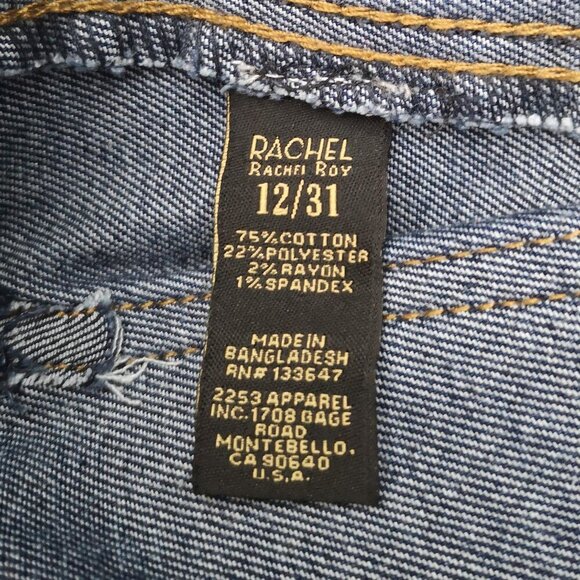 RACHEL
RACHEL ROY
12/31
75% COTTON
22% POLYESTER
2% RAYON
1% SPANDEX
MADE IN
BANGLADESH
RN# 133647
2253 APPAREL
INC. 1708 GAGE
ROAD
MONTEBELLO,
CA 90640
U.S.A.